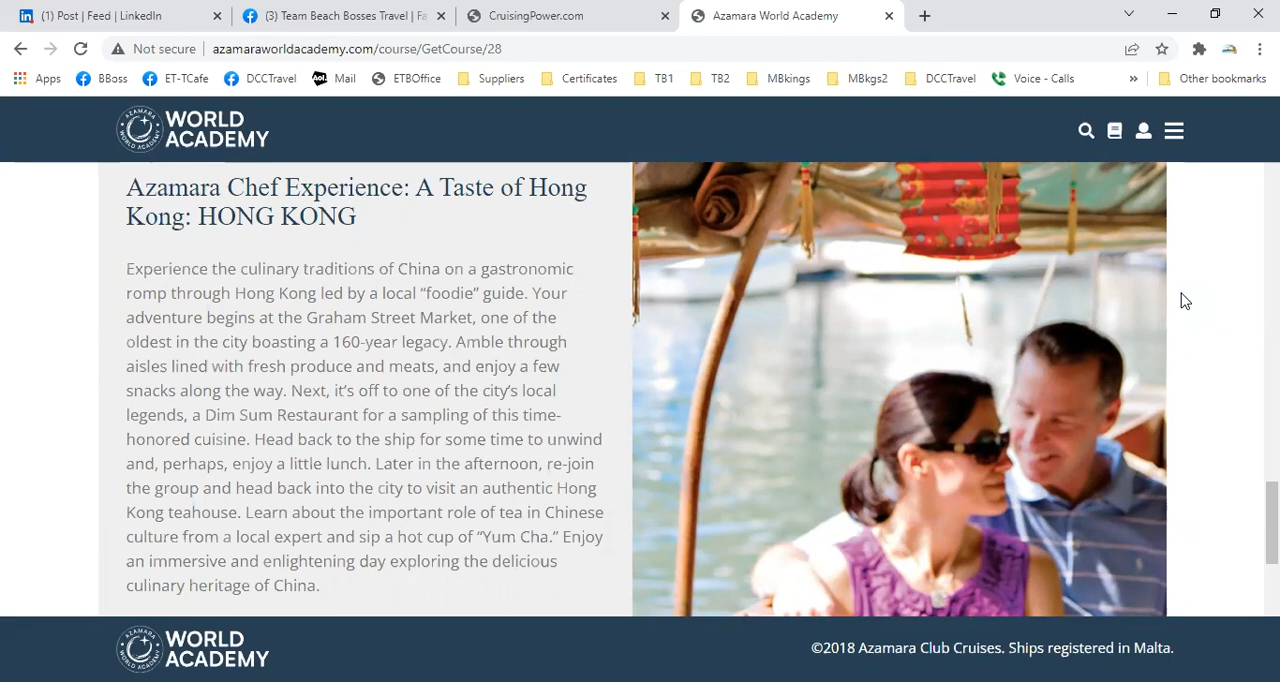 (1) Post | Feed | LinkedIn
(3) Team Beach Bosses Travel | Fa
CruisingPower.com
Azamara World Academy
Not secure
azamaraworldacademy.com/course/GetCourse/28
Apps
BBoss
ET-TCafe
DCCTravel
Aol. Mail
ETBOffice
Suppliers
Certificates
TB1
TB2
MBkings
MBkgs2
DCCTravel
Voice - Calls
»
Other bookmarks
WORLD
ACADEMY
Azamara Chef Experience: A Taste of Hong
Kong: HONG KONG
Experience the culinary traditions of China on a gastronomic
romp through Hong Kong led by a local “foodie” guide. Your
adventure begins at the Graham Street Market, one of the
oldest in the city boasting a 160-year legacy. Amble through
aisles lined with fresh produce and meats, and enjoy a few
snacks along the way. Next, it’s off to one of the city’s local
legends, a Dim Sum Restaurant for a sampling of this time-
honored cuisine. Head back to the ship for some time to unwind
and, perhaps, enjoy a little lunch. Later in the afternoon, re-join
the group and head back into the city to visit an authentic Hong
Kong teahouse. Learn about the important role of tea in Chinese
culture from a local expert and sip a hot cup of “Yum Cha.” Enjoy
an immersive and enlightening day exploring the delicious
culinary heritage of China.
WORLD
ACADEMY
©2018 Azamara Club Cruises. Ships registered in Malta.